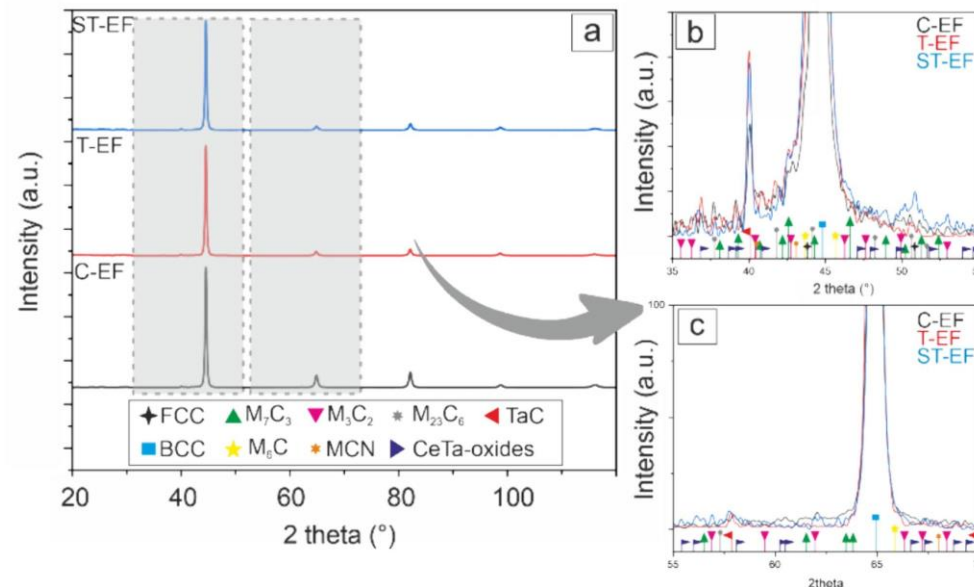 ST-EF
T-EF
C-EF
a
Intensity (a.u.)
FCC M₇C₃ M₃C₂ M₂₃C₆ TaC
BCC M₆C MCN CeTa-oxides
20 40 60 80 100
2 theta (°)
b
C-EF
T-EF
ST-EF
Intensity (a.u.)
35 40 45 50
2 theta (°)
100
c
C-EF
T-EF
ST-EF
Intensity (a.u.)
55 60 65
2theta